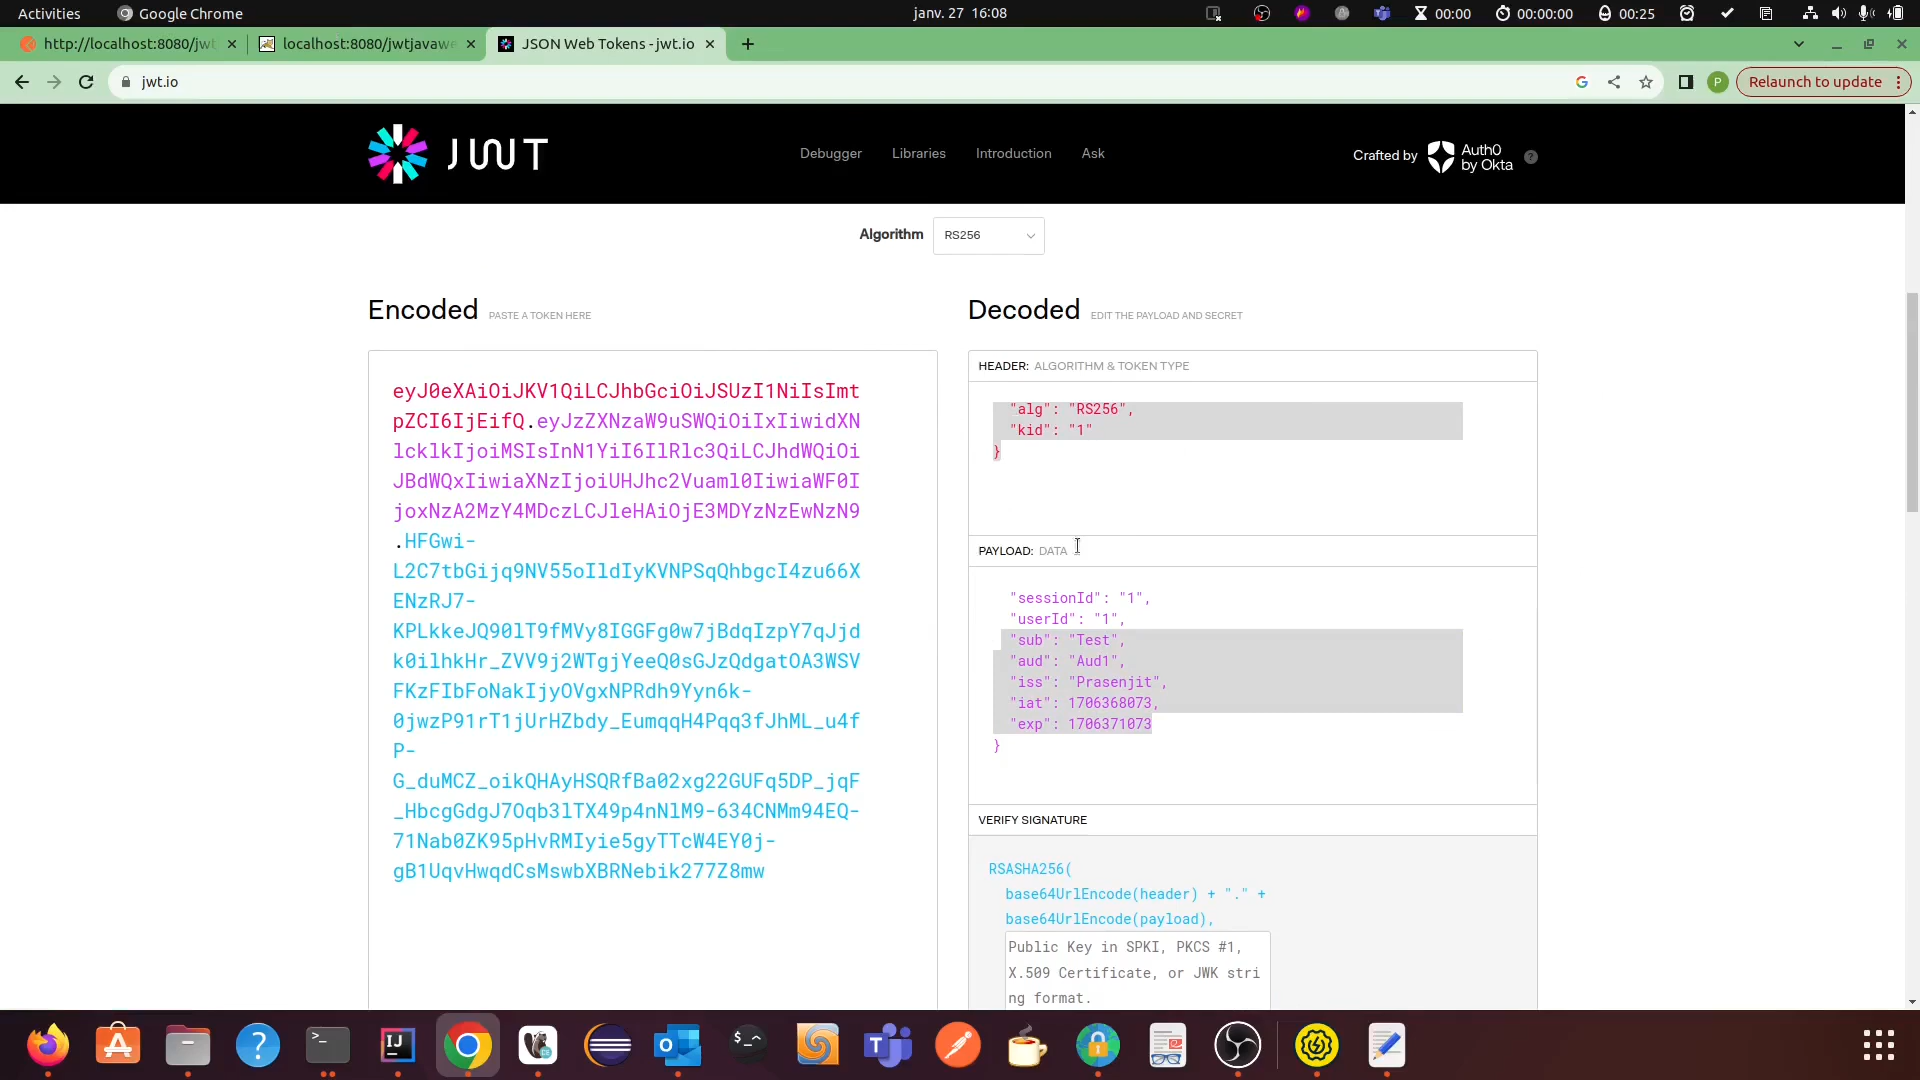 Activities
Google Chrome
janv. 27 16:08
00:00
00:00:00
00:25
http://localhost:8080/jwt
localhost:8080/jwtjavawe
JSON Web Tokens - jwt.io
jwt.io
P
Relaunch to update
JWT
Debugger
Libraries
Introduction
Ask
Crafted by
Auth0
by Okta
?
Algorithm
RS256
Encoded
PASTE A TOKEN HERE
Decoded
EDIT THE PAYLOAD AND SECRET
eyJ0eXAiOiJKV1QiLCJhbGciOiJSUzI1NiIsImt
pZCI6IjEifQ.eyJzZXNzaW9uSWQiOiIxIiwidXN
lcklkIjoiMSIsInN1YiI6IlRlc3QiLCJhdWQiOi
JBdWQxIiwiaXNzIjoiUHJhc2Vuaml0IiwiaWF0I
joxNzA2MzY4MDczLCJleHAiOjE3MDYzNzEwNzN9
.HFGwi-
L2C7tbGijq9NV55oIldIyKVNPSqQhbgcI4zu66X
ENzRJ7-
KPLkkeJQ90lT9fMVy8IGGFg0w7jBdqIzpY7qJjd
k0ilhkHr_ZVV9j2WTgjYeeQ0sGJzQdgatOA3WSV
FKzFIbFoNakIjyOVgxNPRdh9Yyn6k-
0jwzP91rT1jUrHZbdy_EumqqH4Pqq3fJhML_u4f
P-
G_duMCZ_oikQHAyHSQRfBa02xg22GUFq5DP_jqF
_HbcgGdgJ7Oqb3lTX49p4nNlM9-634CNMm94EQ-
71Nab0ZK95pHvRMIyie5gyTTcW4EY0j-
gB1UqvHwqdCsMswbXBRNebik277Z8mw
HEADER: ALGORITHM & TOKEN TYPE
"alg": "RS256",
"kid": "1"
}
PAYLOAD: DATA
"sessionId": "1",
"userId": "1",
"sub": "Test",
"aud": "Aud1",
"iss": "Prasenjit",
"iat": 1706368073,
"exp": 1706371073
}
VERIFY SIGNATURE
RSASHA256(
base64UrlEncode(header) + "." +
base64UrlEncode(payload),
Public Key in SPKI, PKCS #1,
X.509 Certificate, or JWK stri
ng format.